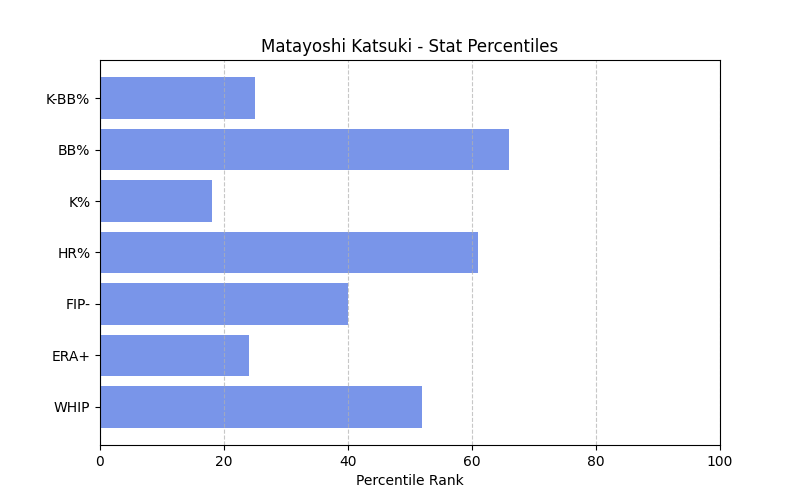 Matayoshi Katsuki - Stat Percentiles
K-BB%
BB%
K%
HR%
FIP-
ERA+
WHIP
0 20 40 60 80 100
Percentile Rank